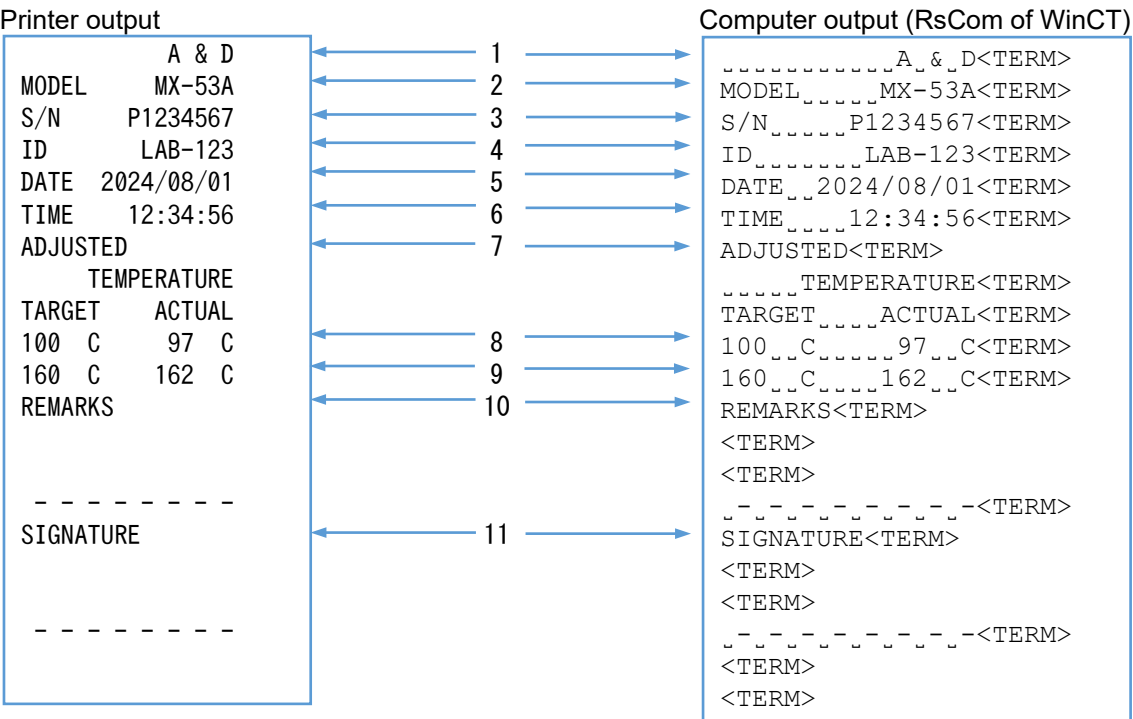 Printer output
A & D
MODEL MX-53A
S/N P1234567
ID LAB-123
DATE 2024/08/01
TIME 12:34:56
ADJUSTED
TEMPERATURE
TARGET ACTUAL
100 C 97 C
160 C 162 C
REMARKS
- - - - - - - -
SIGNATURE
- - - - - - - -
1
2
3
4
5
6
7
8
9
10
11
Computer output (RsCom of WinCT)
␣␣␣␣␣␣␣␣␣␣␣A␣&␣D<TERM>
MODEL␣␣␣␣␣MX-53A<TERM>
S/N␣␣␣␣␣P1234567<TERM>
ID␣␣␣␣␣␣␣LAB-123<TERM>
DATE␣␣2024/08/01<TERM>
TIME␣␣␣␣12:34:56<TERM>
ADJUSTED<TERM>
␣␣␣␣␣TEMPERATURE<TERM>
TARGET␣␣␣␣ACTUAL<TERM>
100␣␣C␣␣␣␣␣97␣␣C<TERM>
160␣␣C␣␣␣␣162␣␣C<TERM>
REMARKS<TERM>
<TERM>
<TERM>
␣-␣-␣-␣-␣-␣-␣-␣-<TERM>
SIGNATURE<TERM>
<TERM>
<TERM>
␣-␣-␣-␣-␣-␣-␣-␣-<TERM>
<TERM>
<TERM>